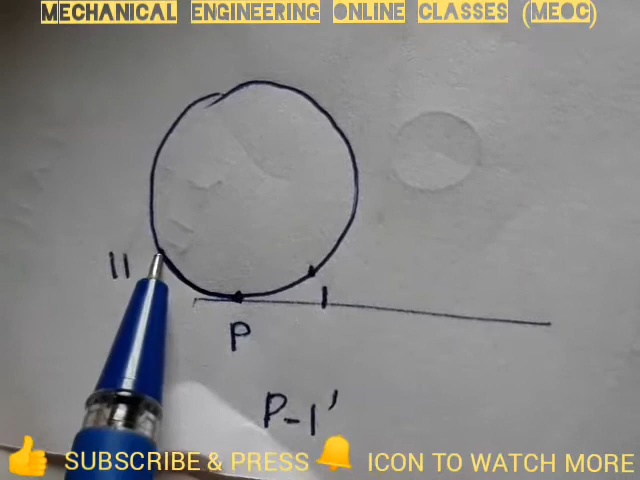 MECHANICAL ENGINEERING ONLINE CLASSES (MEOC)
11
1
P
P-1'
SUBSCRIBE & PRESS ICON TO WATCH MORE